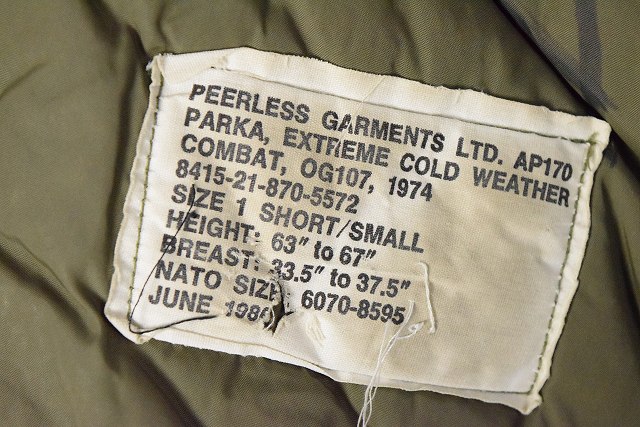 PEERLESS GARMENTS LTD. AP170
PARKA, EXTREME COLD WEATHER
COMBAT, OG107, 1974
8415-21-870-5572
SIZE 1 SHORT/SMALL
HEIGHT: 63" to 67"
BREAST: 33.5" to 37.5"
NATO SIZE 6070-8595
JUNE